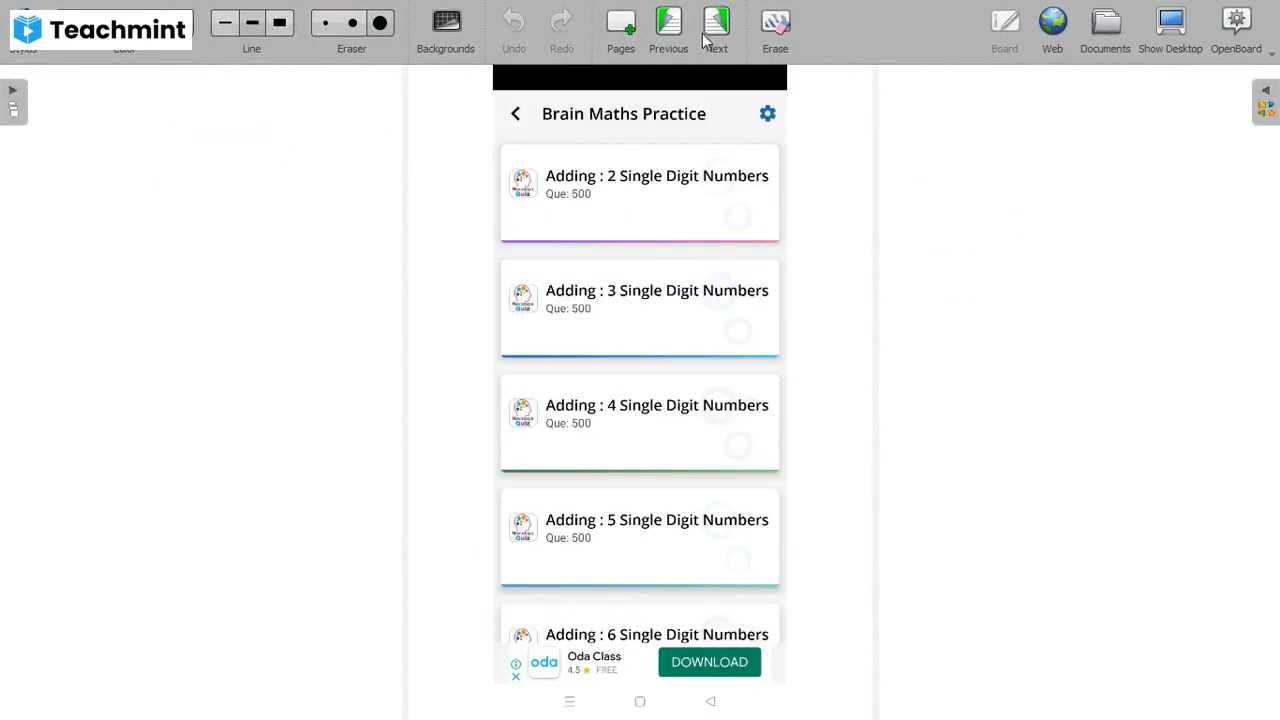 Teachmint
Line
Eraser
Backgrounds
Undo
Redo
Pages
Previous
Erase
Board
Web
Documents
Show Desktop
OpenBoard
Brain Maths Practice
Adding : 2 Single Digit Numbers
Que: 500
Adding : 3 Single Digit Numbers
Que: 500
Adding : 4 Single Digit Numbers
Que: 500
Adding : 5 Single Digit Numbers
Que: 500
Adding : 6 Single Digit Numbers
Oda Class
oda
4.5 ★ FREE
DOWNLOAD